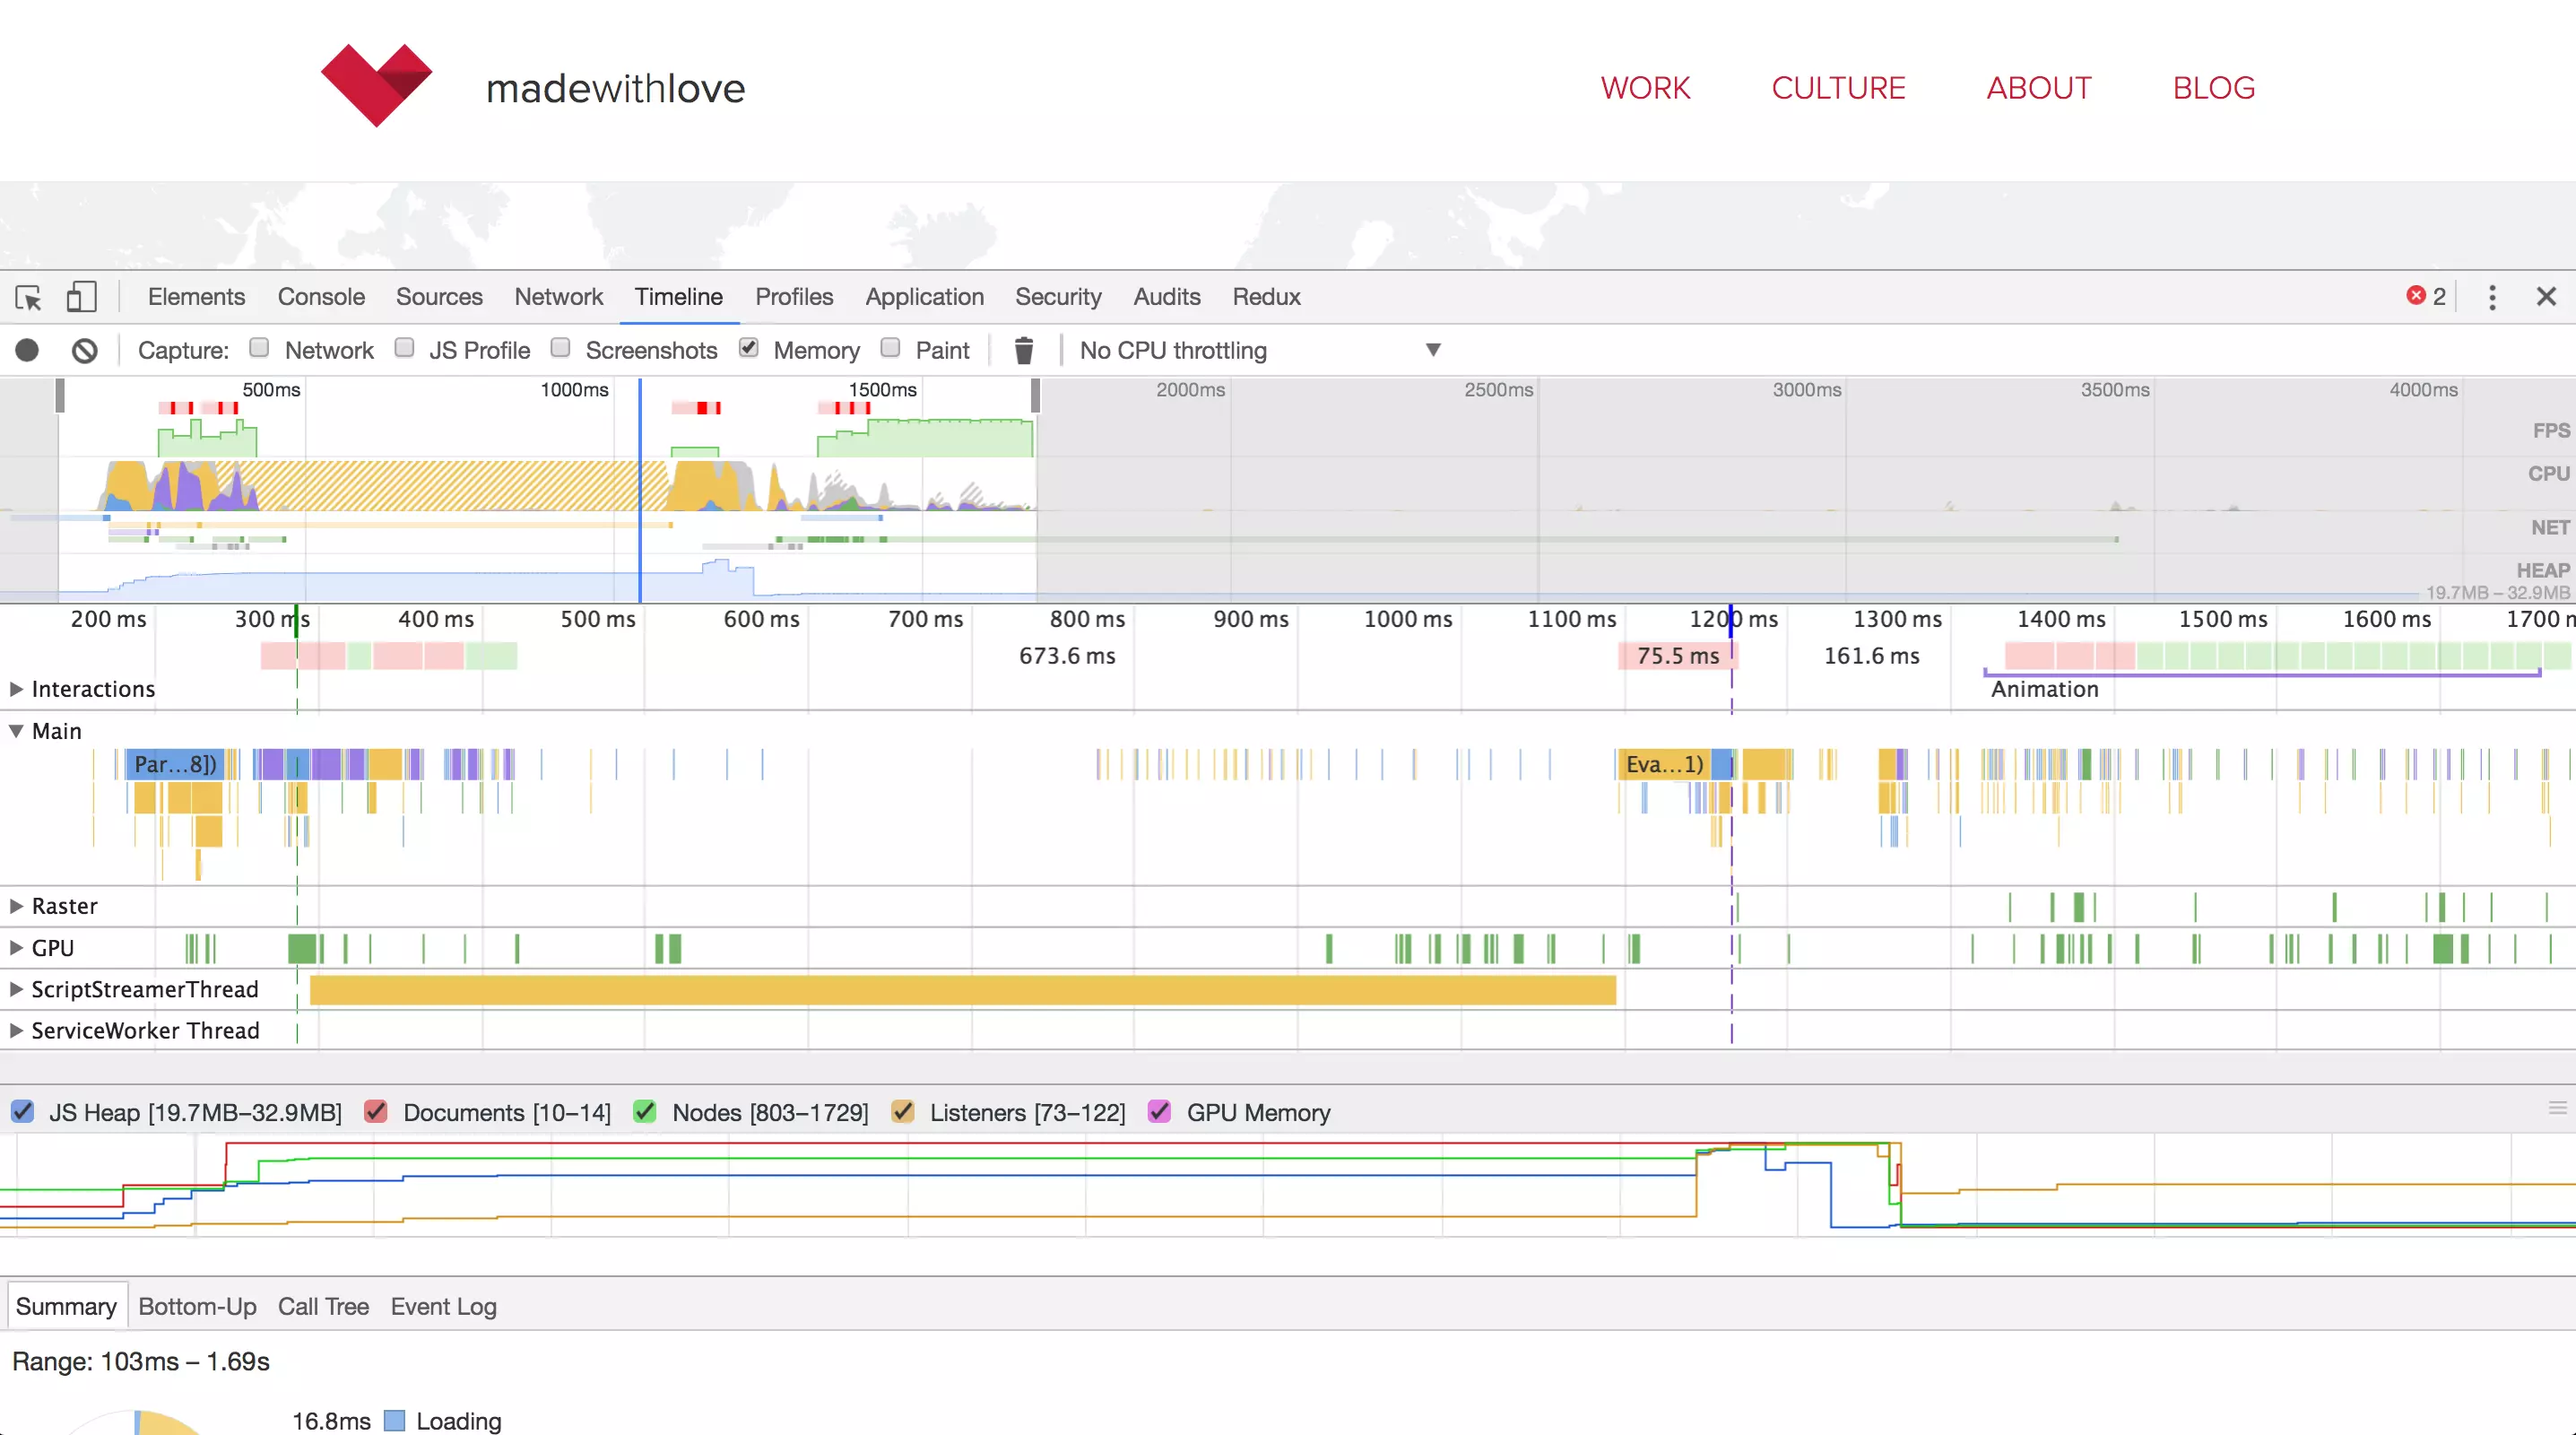 madewithlove WORK CULTURE ABOUT BLOG
Elements Console Sources Network Timeline Profiles Application Security Audits Redux 2
Capture: Network JS Profile Screenshots Memory Paint No CPU throttling
500ms 1000ms 1500ms 2000ms 2500ms 3000ms 3500ms 4000ms
FPS
CPU
NET
HEAP
19.7MB – 32.9MB
200 ms 300 ms 400 ms 500 ms 600 ms 700 ms 800 ms 900 ms 1000 ms 1100 ms 1200 ms 1300 ms 1400 ms 1500 ms 1600 ms 1700 m
673.6 ms 75.5 ms 161.6 ms
Interactions Animation
Main
Par...8]) Eva...1)
Raster
GPU
ScriptStreamerThread
ServiceWorker Thread
JS Heap [19.7MB–32.9MB] Documents [10–14] Nodes [803–1729] Listeners [73–122] GPU Memory
Summary Bottom-Up Call Tree Event Log
Range: 103ms – 1.69s
16.8ms Loading